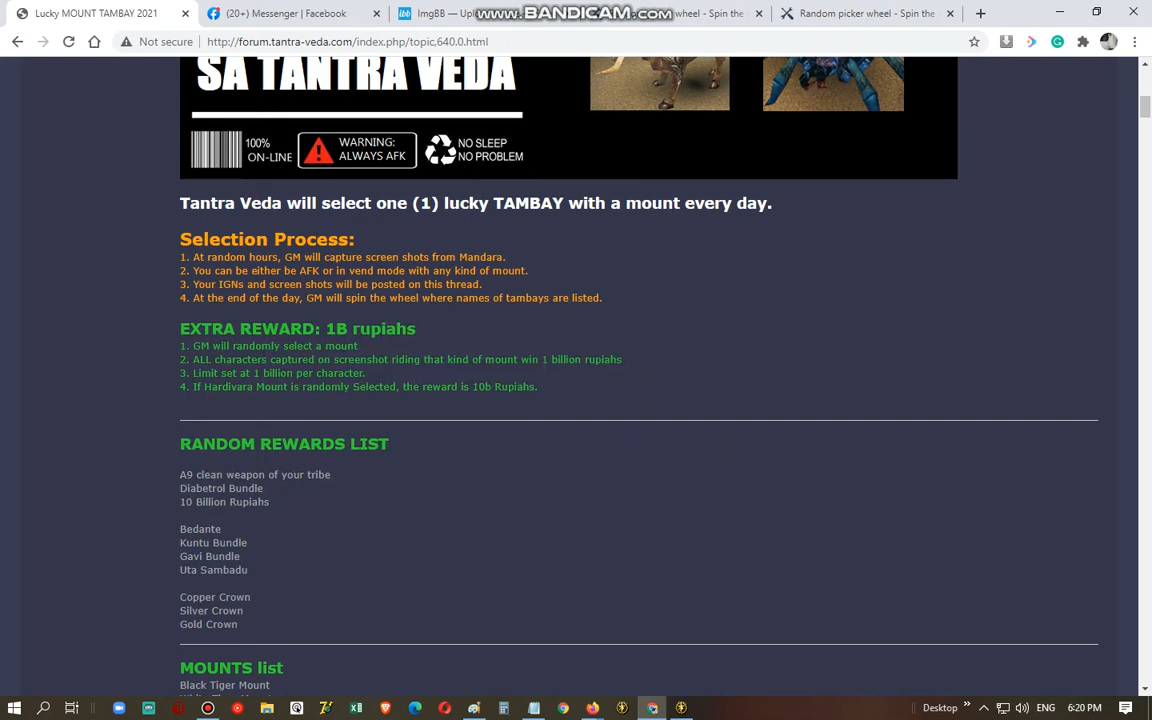 Lucky MOUNT TAMBAY 2021
(20+) Messenger | Facebook
ImgBB — Upl
www.BANDICAM.com
wheel - Spin the
Random picker wheel - Spin the
Not secure
http://forum.tantra-veda.com/index.php/topic,640.0.html
SA TANTRA VEDA
100%
ON-LINE
WARNING:
ALWAYS AFK
NO SLEEP
NO PROBLEM
Tantra Veda will select one (1) lucky TAMBAY with a mount every day.
Selection Process:
1. At random hours, GM will capture screen shots from Mandara.
2. You can be either be AFK or in vend mode with any kind of mount.
3. Your IGNs and screen shots will be posted on this thread.
4. At the end of the day, GM will spin the wheel where names of tambays are listed.
EXTRA REWARD: 1B rupiahs
1. GM will randomly select a mount
2. ALL characters captured on screenshot riding that kind of mount win 1 billion rupiahs
3. Limit set at 1 billion per character.
4. If Hardivara Mount is randomly Selected, the reward is 10b Rupiahs.
RANDOM REWARDS LIST
A9 clean weapon of your tribe
Diabetrol Bundle
10 Billion Rupiahs
Bedante
Kuntu Bundle
Gavi Bundle
Uta Sambadu
Copper Crown
Silver Crown
Gold Crown
MOUNTS list
Black Tiger Mount
Desktop
ENG
6:20 PM